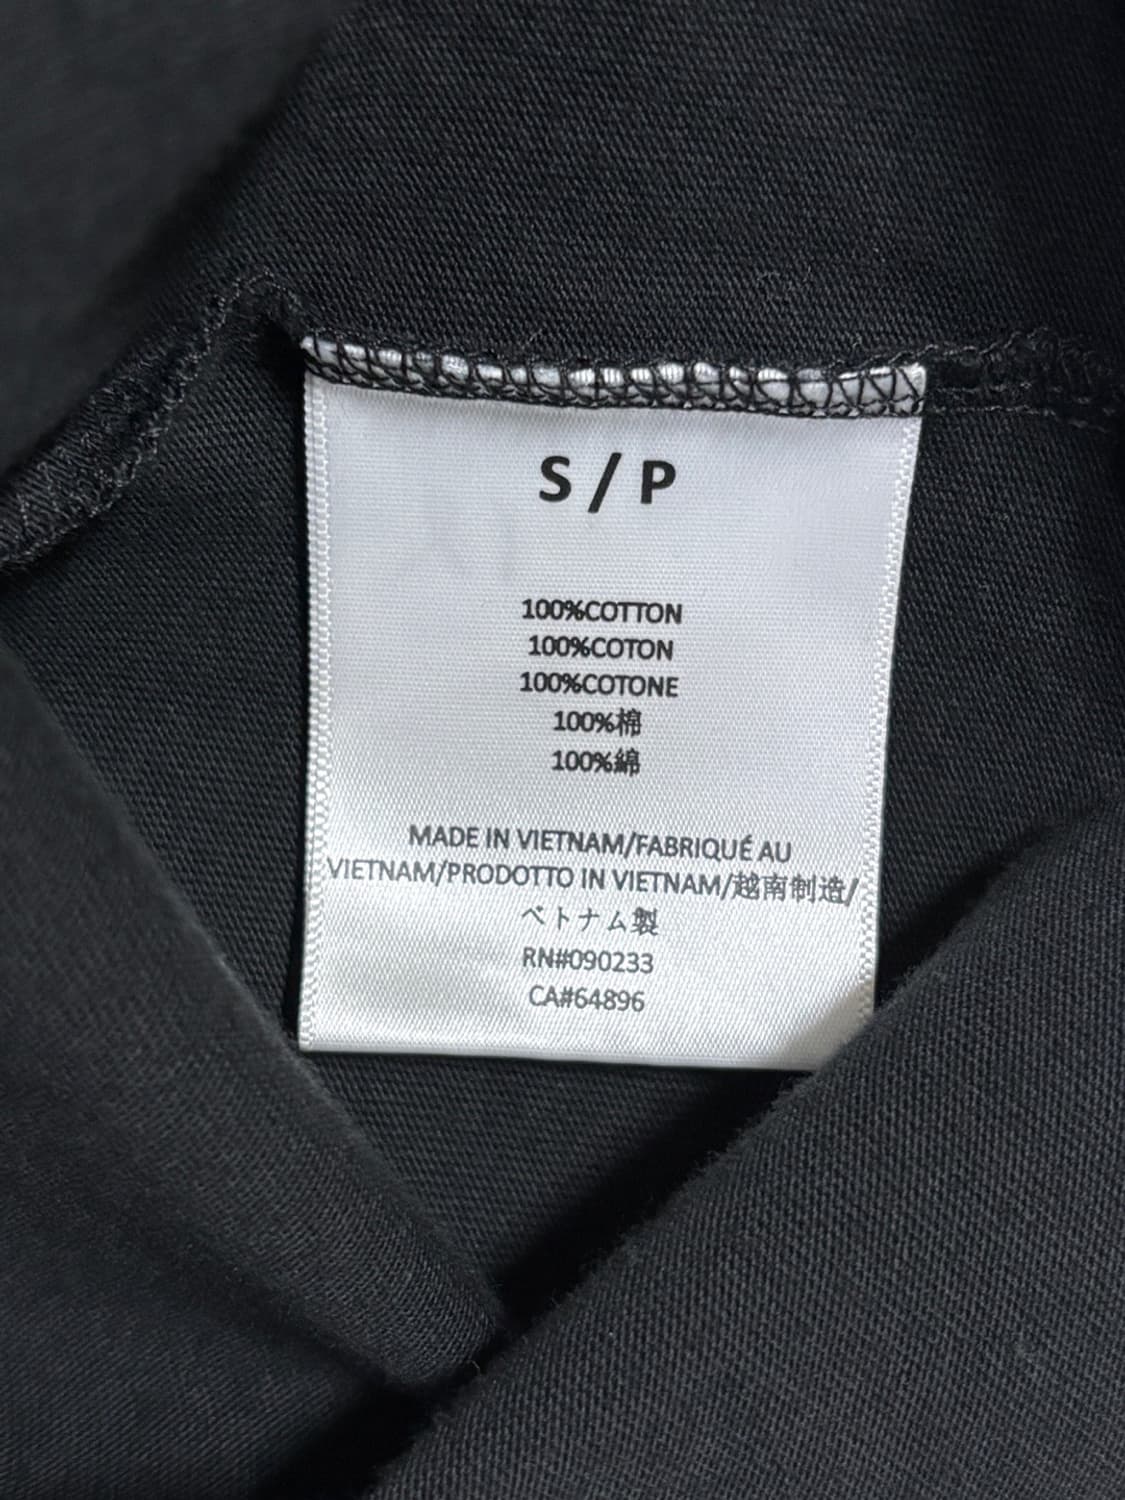 S / P
100%COTTON
100%COTON
100%COTONE
100%棉
100%綿
MADE IN VIETNAM/FABRIQUÉ AU
VIETNAM/PRODOTTO IN VIETNAM/越南制造/
ベトナム製
RN#090233
CA#64896